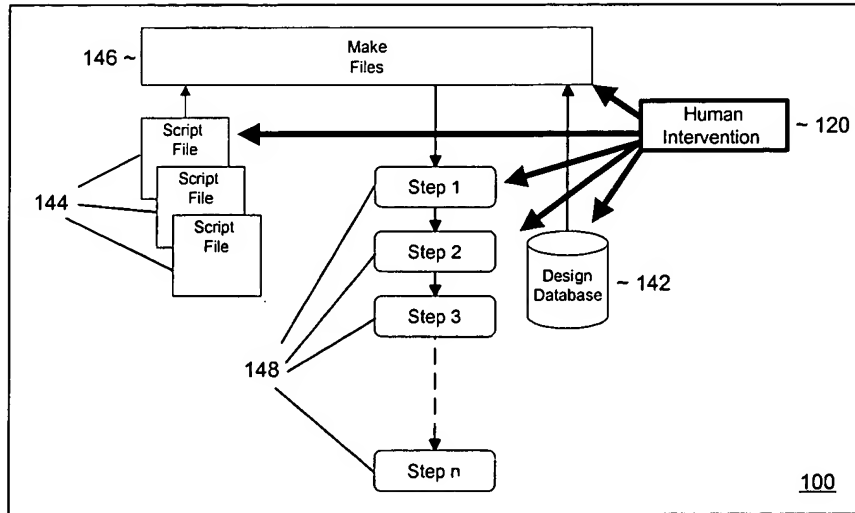 146 ~
Make
Files
Human
Intervention
~ 120
Script
File
Script
File
Script
File
144
Step 1
Step 2
Step 3
Design
Database
~ 142
148
Step n
100